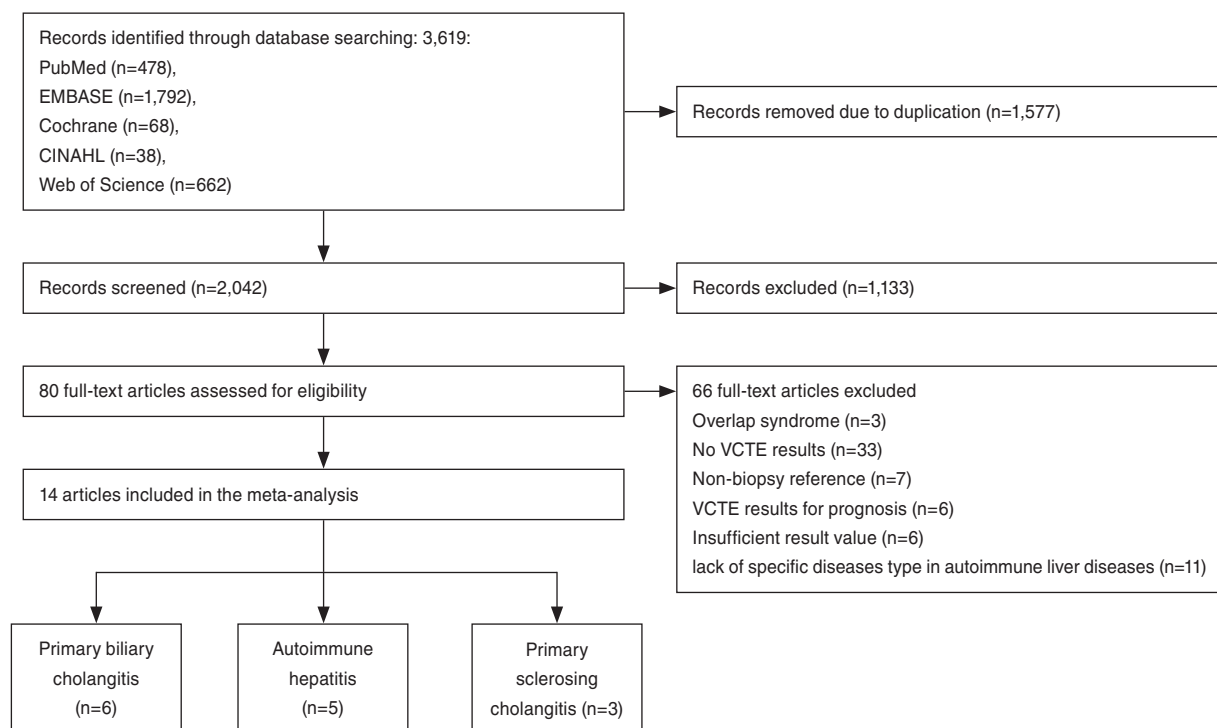 Records identified through database searching: 3,619:
PubMed (n=478),
EMBASE (n=1,792),
Cochrane (n=68),
CINAHL (n=38),
Web of Science (n=662)
Records removed due to duplication (n=1,577)
Records screened (n=2,042)
Records excluded (n=1,133)
80 full-text articles assessed for eligibility
66 full-text articles excluded
Overlap syndrome (n=3)
No VCTE results (n=33)
Non-biopsy reference (n=7)
VCTE results for prognosis (n=6)
Insufficient result value (n=6)
lack of specific diseases type in autoimmune liver diseases (n=11)
14 articles included in the meta-analysis
Primary biliary
cholangitis
(n=6)
Autoimmune
hepatitis
(n=5)
Primary
sclerosing
cholangitis (n=3)